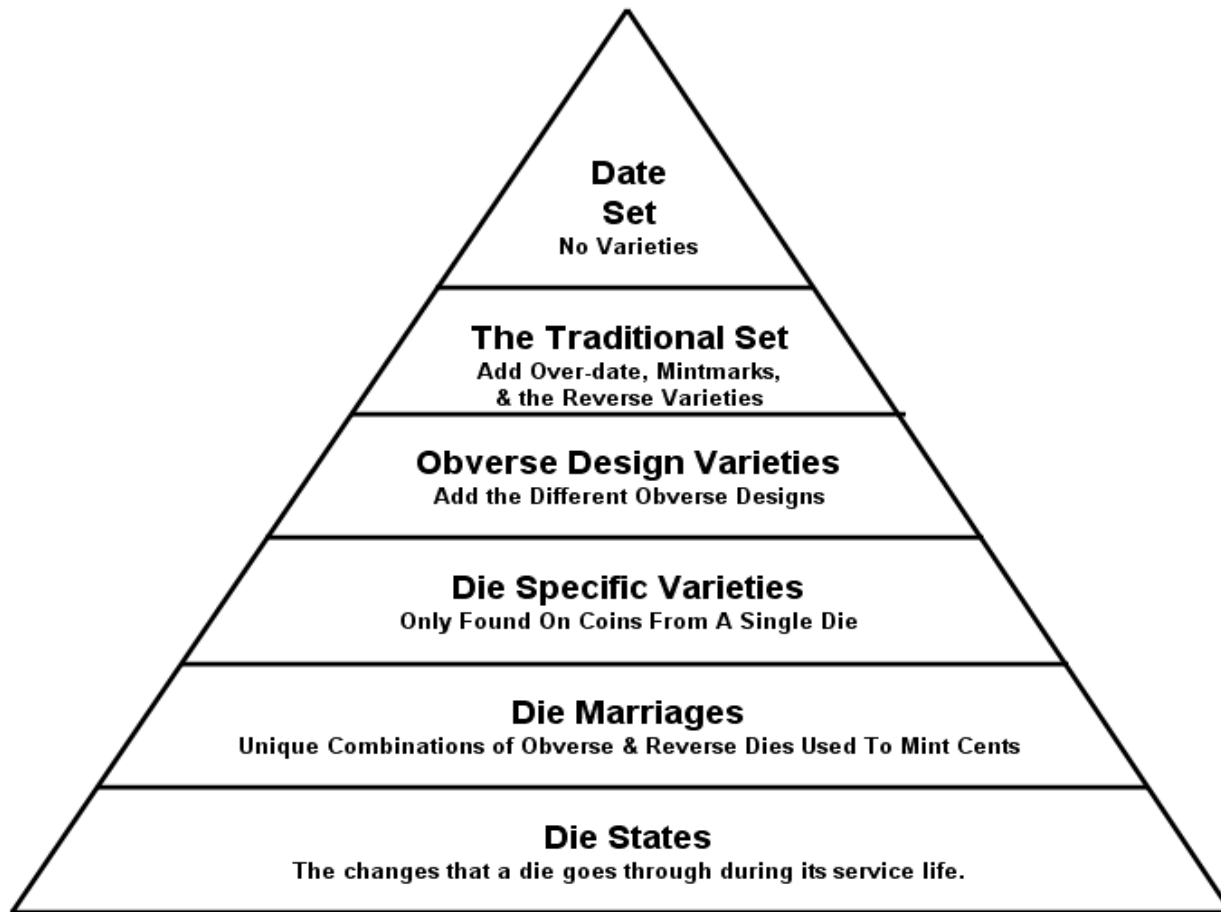 Date
Set
No Varieties
The Traditional Set
Add Over-date, Mintmarks,
& the Reverse Varieties
Obverse Design Varieties
Add the Different Obverse Designs
Die Specific Varieties
Only Found On Coins From A Single Die
Die Marriages
Unique Combinations of Obverse & Reverse Dies Used To Mint Cents
Die States
The changes that a die goes through during its service life.